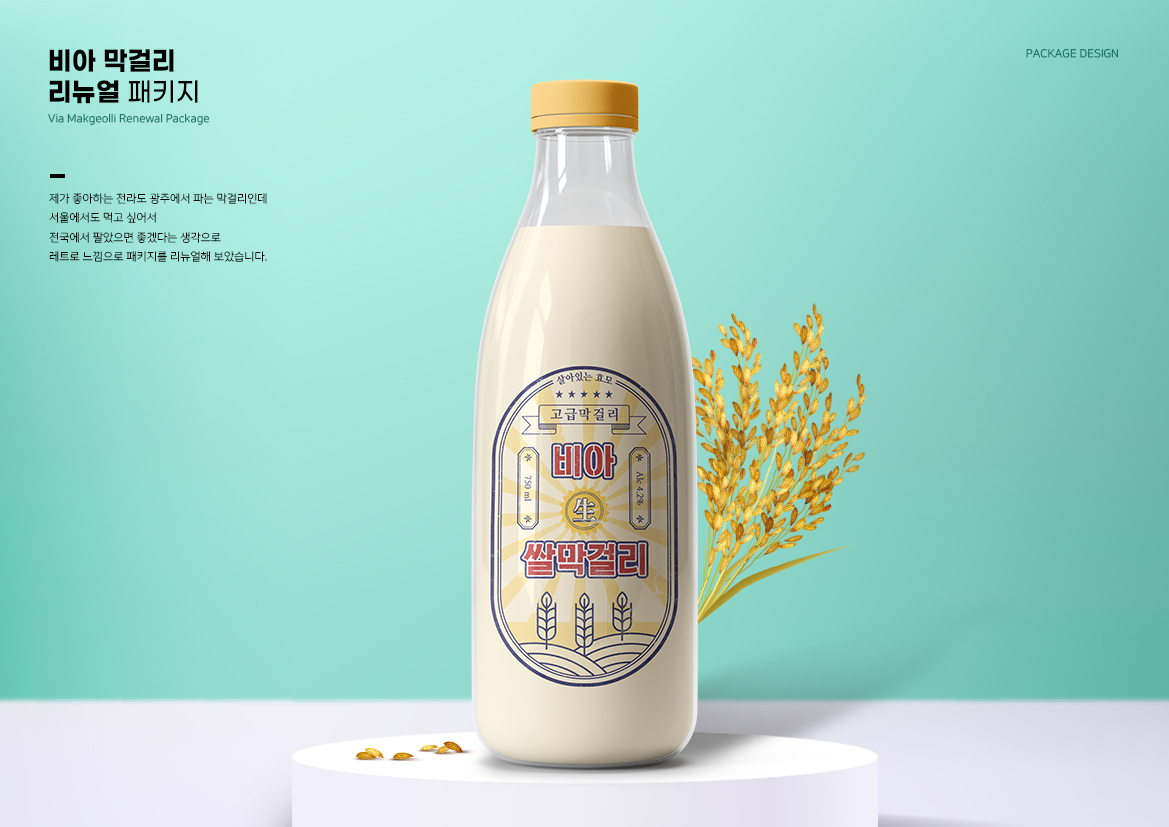 비아 막걸리
리뉴얼 패키지
Via Makgeolli Renewal Package
PACKAGE DESIGN
제가 좋아하는 전라도 광주에서 파는 막걸리인데
서울에서도 먹고 싶어서
전국에서 팔았으면 좋겠다는 생각으로
레트로 느낌으로 패키지를 리뉴얼해 보았습니다.
살아있는 효모
고급막걸리
비아
750 ml
生
Alc 4.2%
쌀막걸리